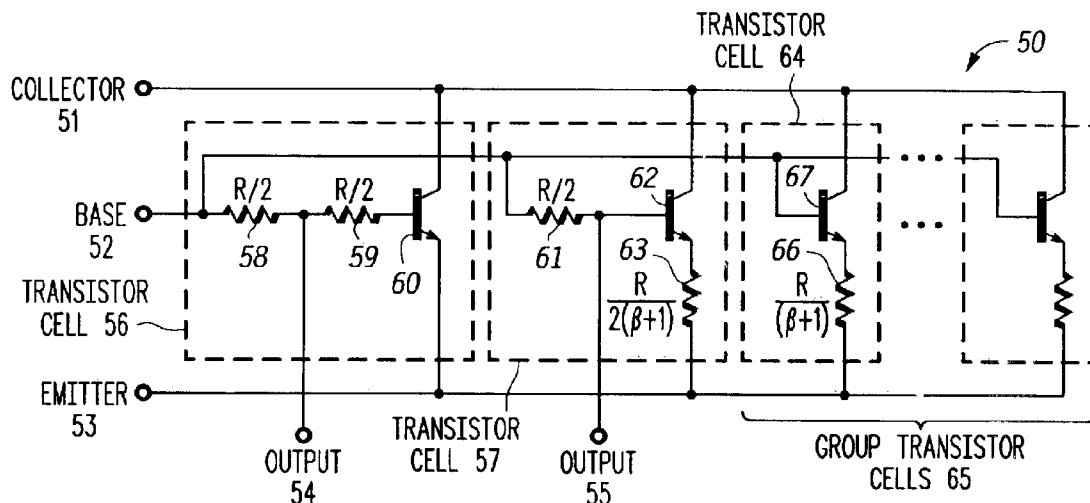 TRANSISTOR
CELL 64
50
COLLECTOR
51
R/2
R/2
R/2
62
67
BASE
52
58
59
60
61
63
66
R
2(β+1)
R
(β+1)
TRANSISTOR
CELL 56
EMITTER
53
TRANSISTOR
CELL 57
OUTPUT
54
OUTPUT
55
GROUP TRANSISTOR
CELLS 65